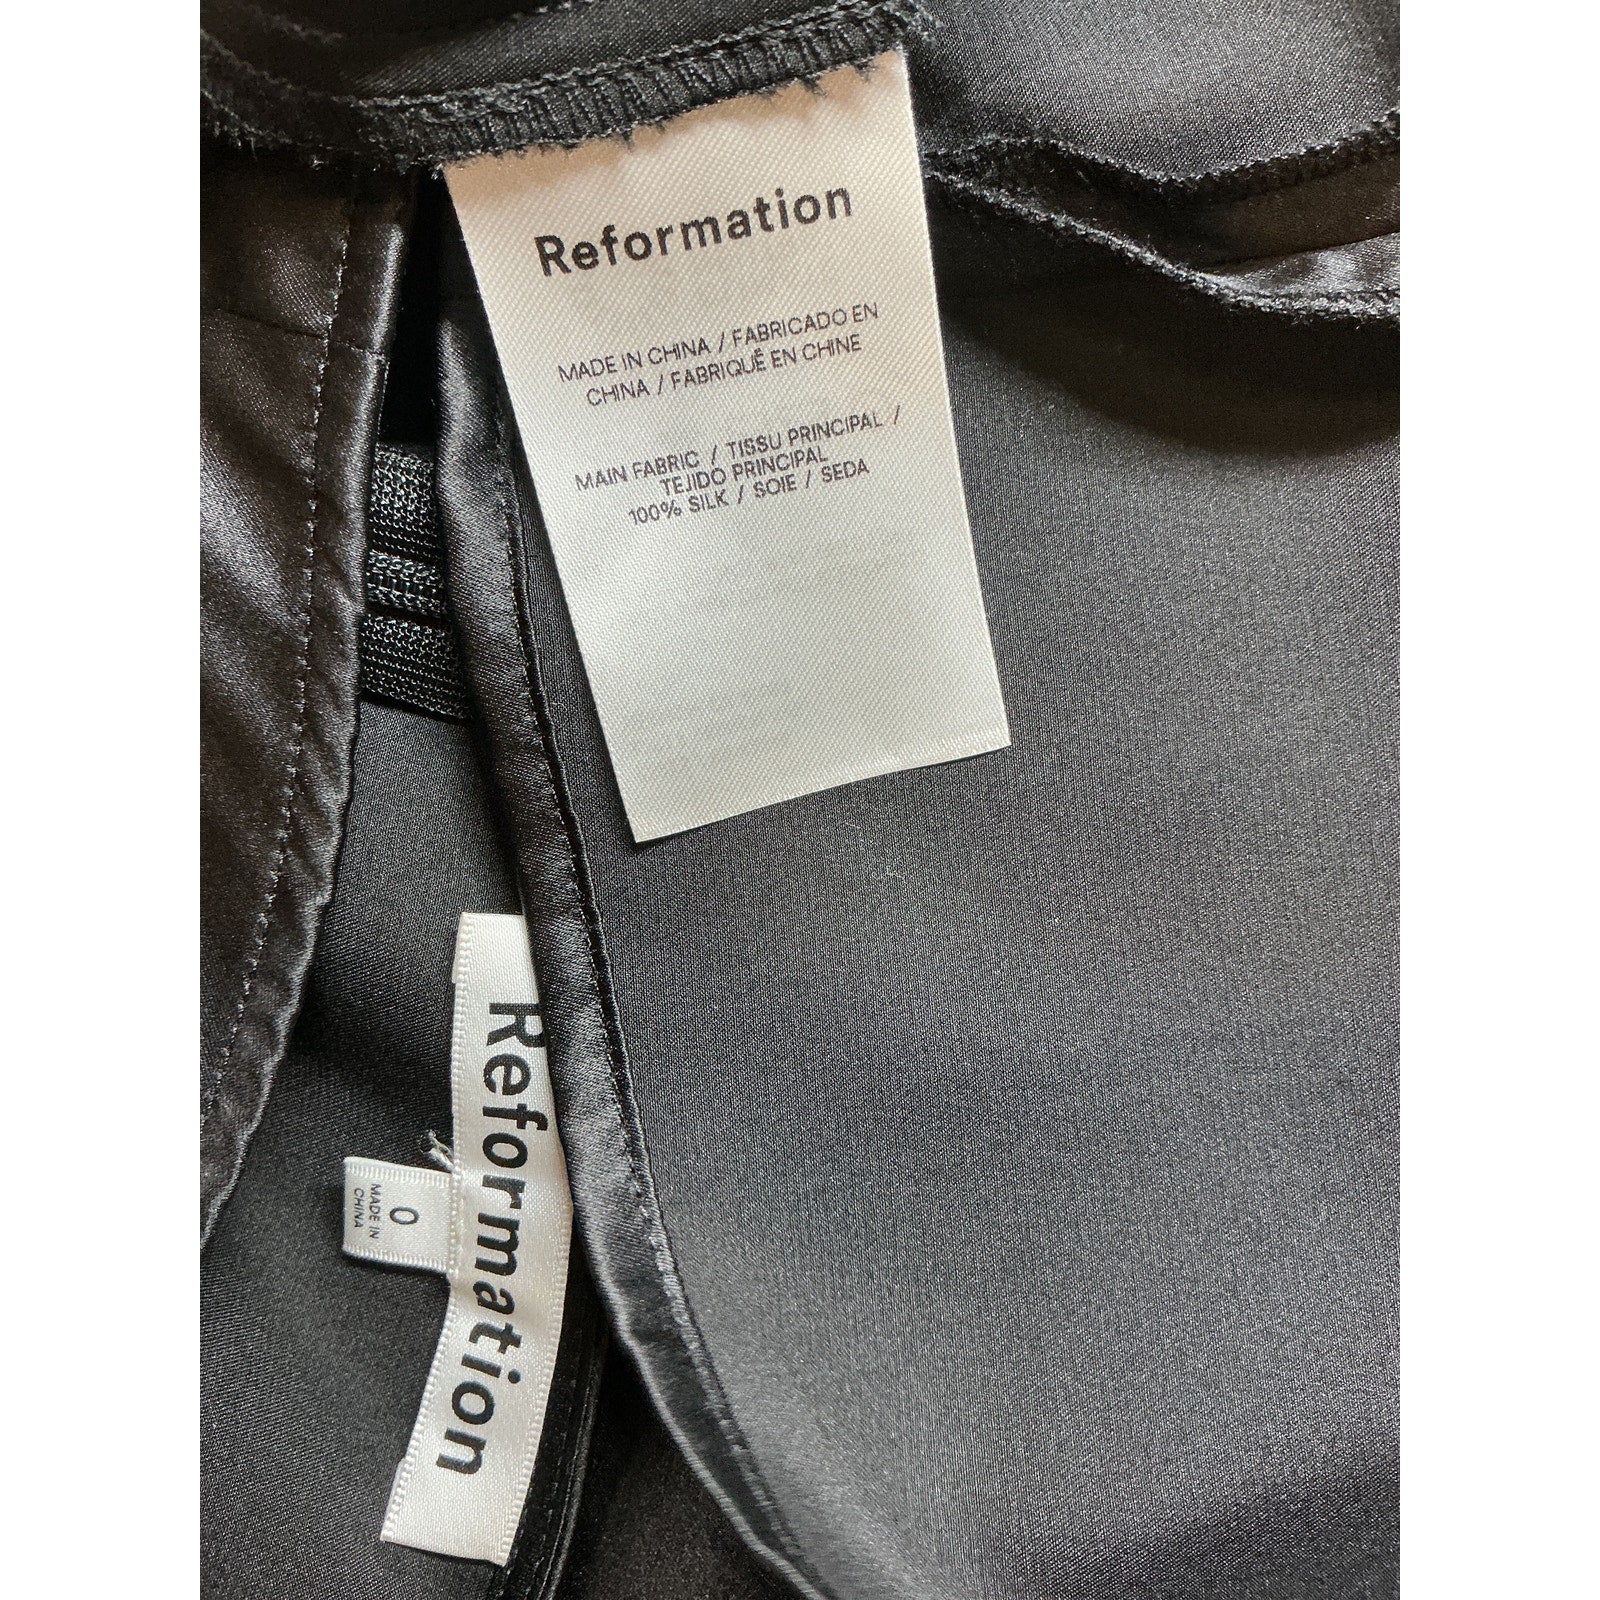 Reformation
MADE IN CHINA / FABRICADO EN
CHINA / FABRIQUÉ EN CHINE
MAIN FABRIC / TISSU PRINCIPAL /
TEJIDO PRINCIPAL
100% SILK / SOIE / SEDA
Reformation
0
MADE IN
CHINA